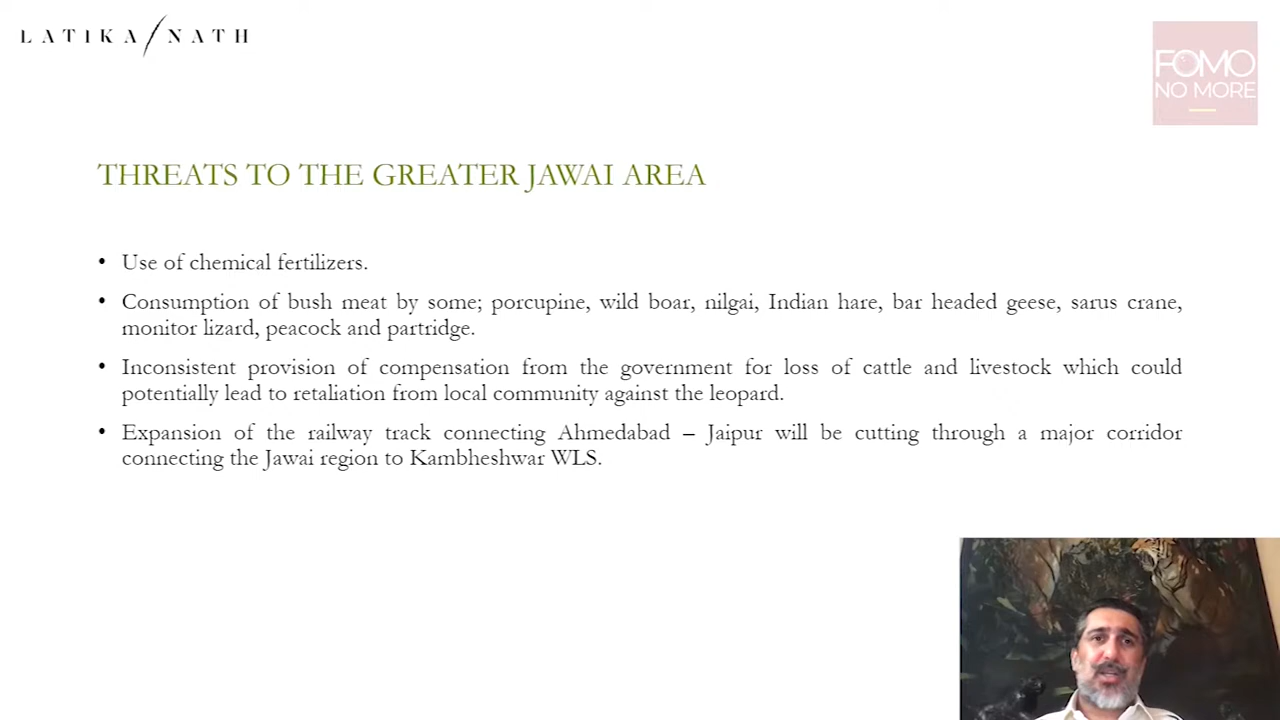 LATIKA/NATH
FOMO
NO MORE
THREATS TO THE GREATER JAWAI AREA
• Use of chemical fertilizers.
• Consumption of bush meat by some; porcupine, wild boar, nilgai, Indian hare, bar headed geese, sarus crane,
monitor lizard, peacock and partridge.
• Inconsistent provision of compensation from the government for loss of cattle and livestock which could
potentially lead to retaliation from local community against the leopard.
• Expansion of the railway track connecting Ahmedabad – Jaipur will be cutting through a major corridor
connecting the Jawai region to Kambheshwar WLS.